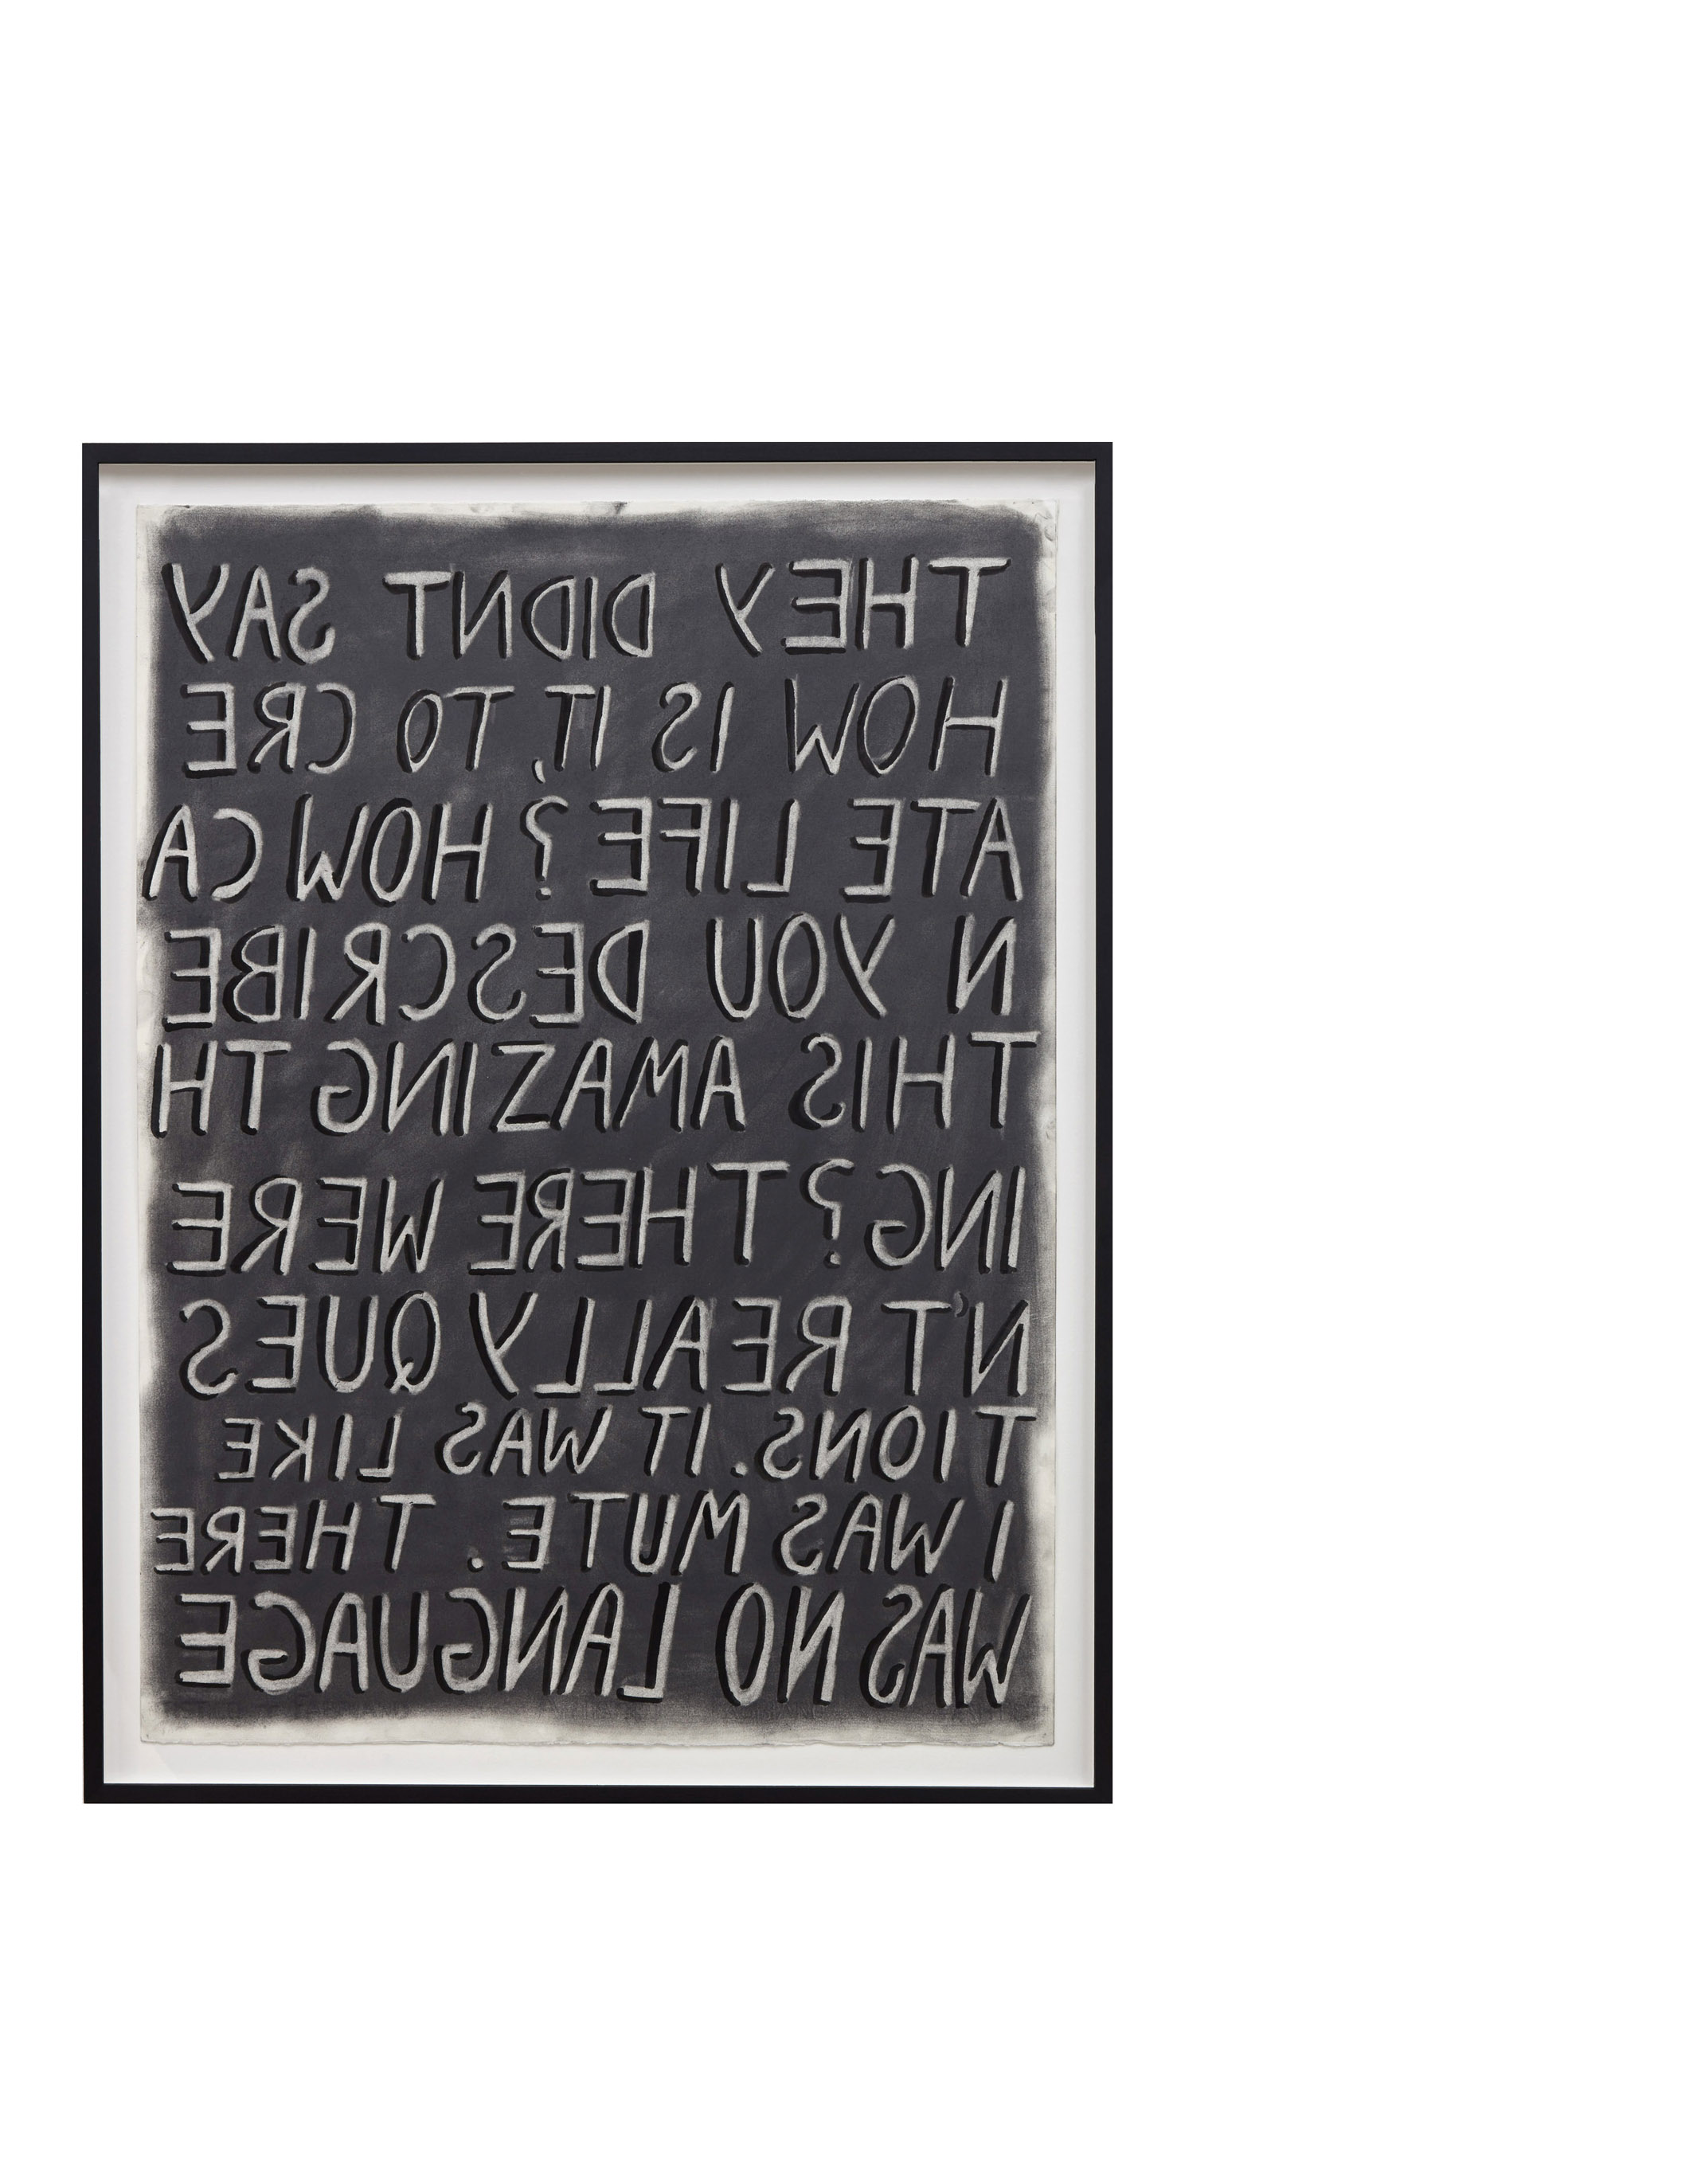 THEY DIDNT SAY
HOW IS IT, TO CRE
ATE LIFE? HOW CA
N YOU DESCRIBE
THIS AMAZING TH
ING? THERE WERE
N'T REALLY QUES
TIONS. IT WAS LIKE
I WAS MUTE. THERE
WAS NO LANGUAGE